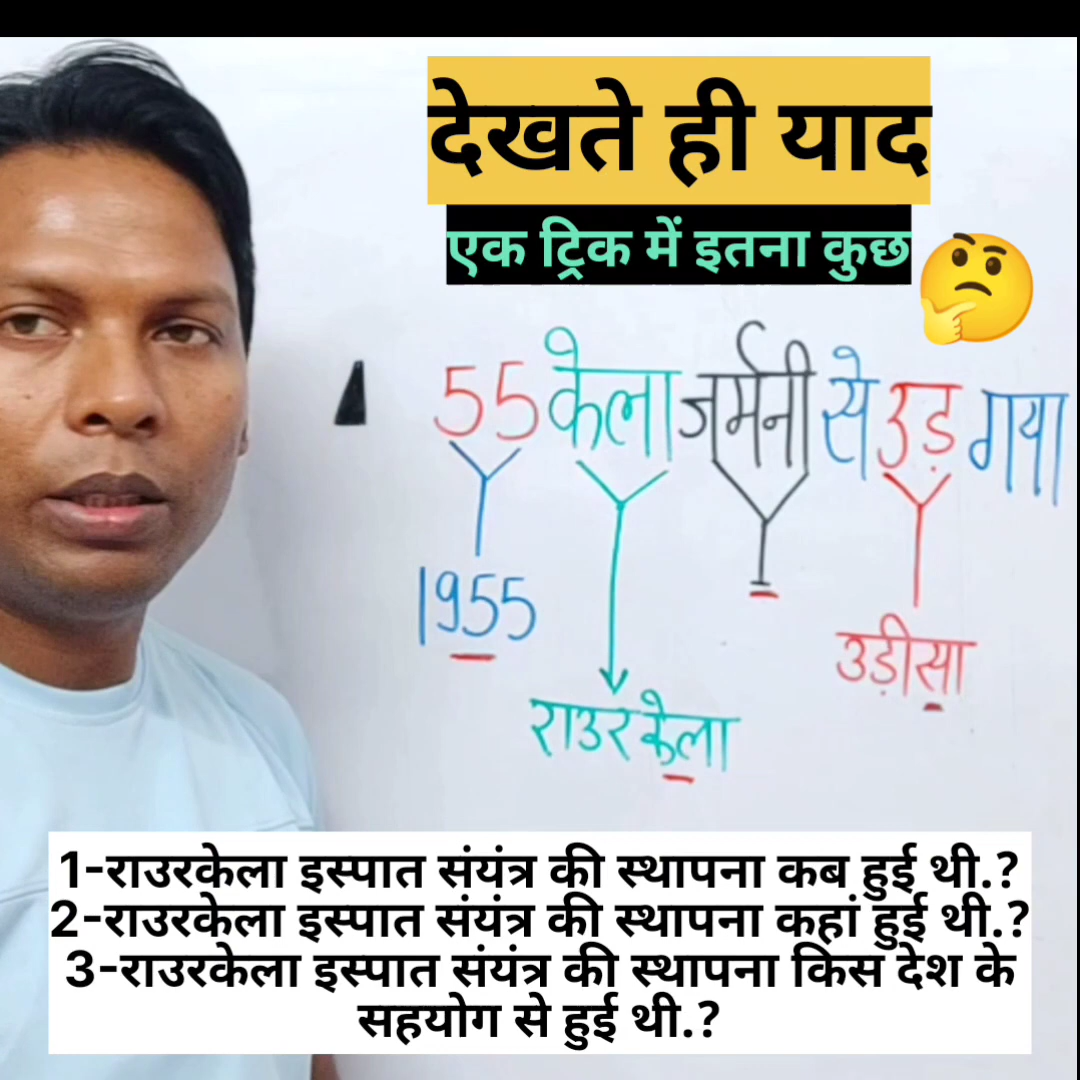 देखते ही याद
एक ट्रिक में इतना कुछ
55 केला जर्मनी से उड़ गया
1955
उड़ीसा
राउरकेला
1-राउरकेला इस्पात संयंत्र की स्थापना कब हुई थी.?
2-राउरकेला इस्पात संयंत्र की स्थापना कहां हुई थी.?
3-राउरकेला इस्पात संयंत्र की स्थापना किस देश के
सहयोग से हुई थी.?